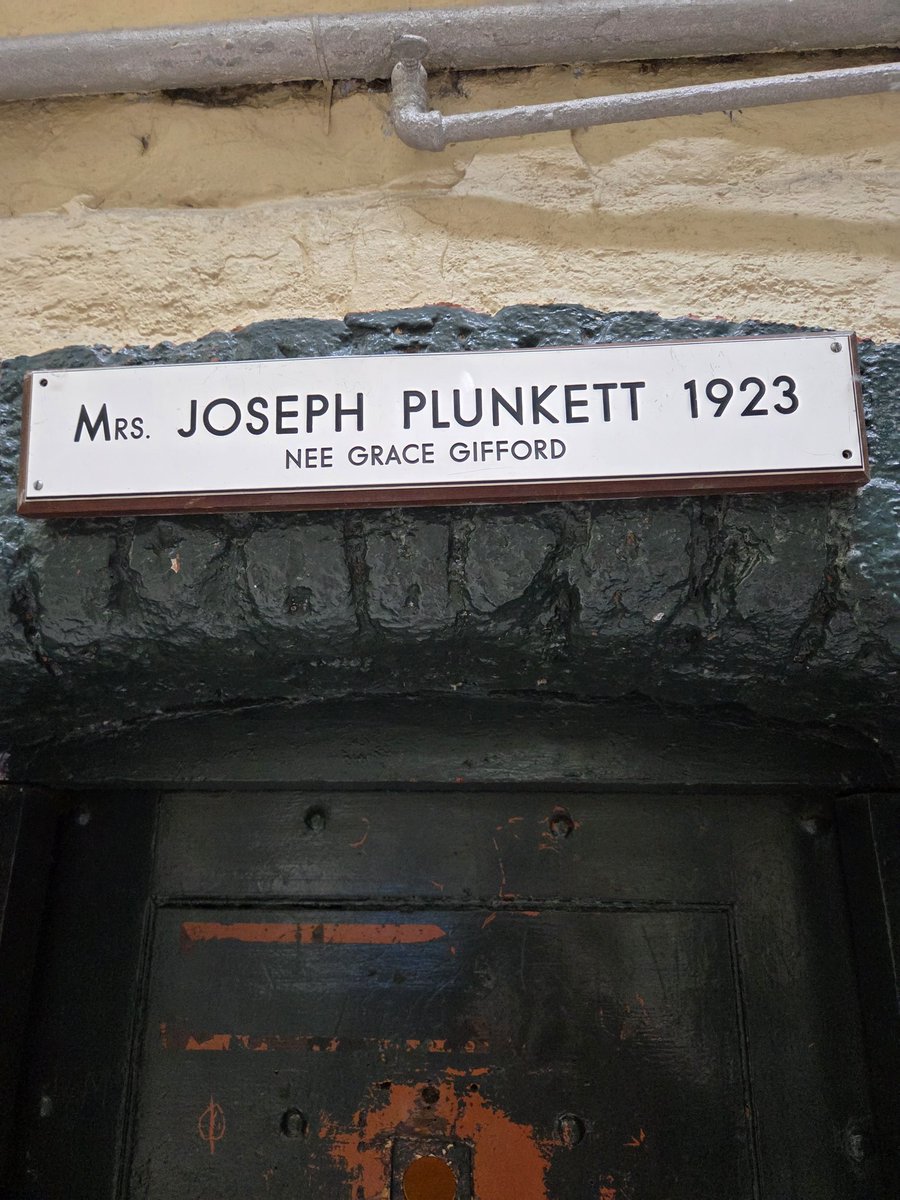 Mrs. JOSEPH PLUNKETT 1923
NEE GRACE GIFFORD